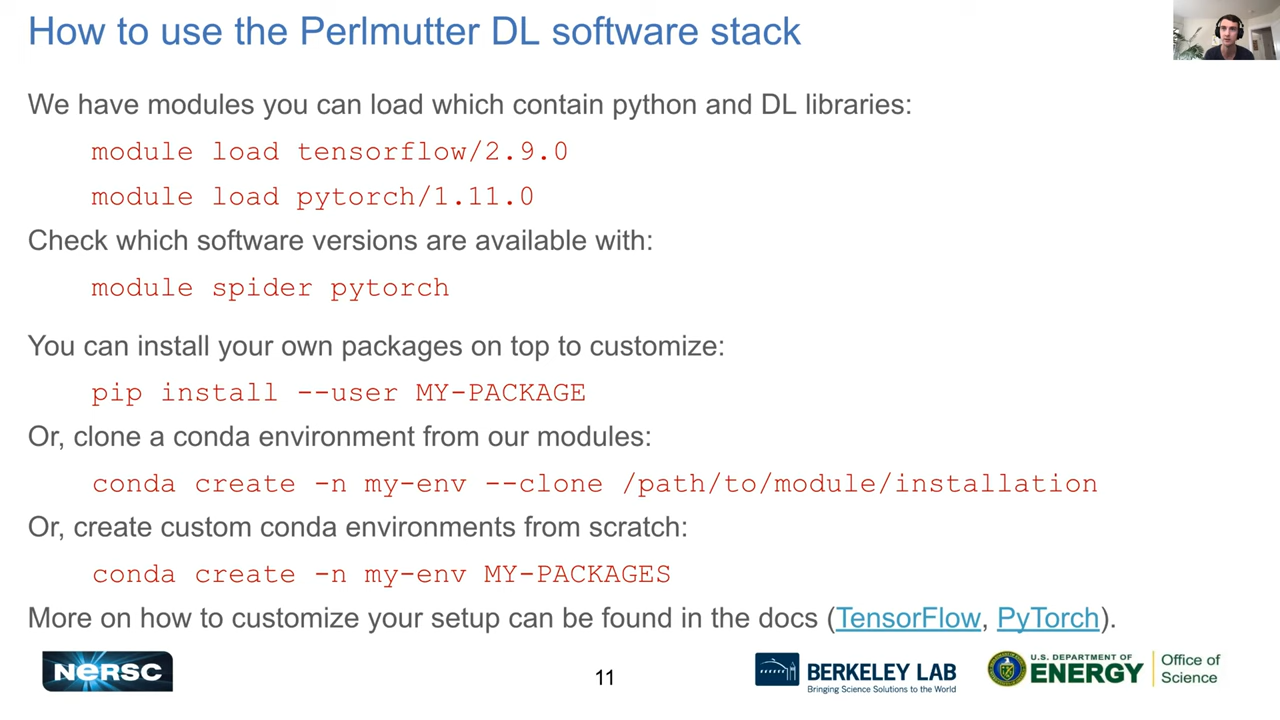 How to use the Perlmutter DL software stack
We have modules you can load which contain python and DL libraries:
module load tensorflow/2.9.0
module load pytorch/1.11.0
Check which software versions are available with:
module spider pytorch
You can install your own packages on top to customize:
pip install --user MY-PACKAGE
Or, clone a conda environment from our modules:
conda create -n my-env --clone /path/to/module/installation
Or, create custom conda environments from scratch:
conda create -n my-env MY-PACKAGES
More on how to customize your setup can be found in the docs (TensorFlow, PyTorch).
NERSC
11
BERKELEY LAB
Bringing Science Solutions to the World
U.S. DEPARTMENT OF
ENERGY
Office of
Science